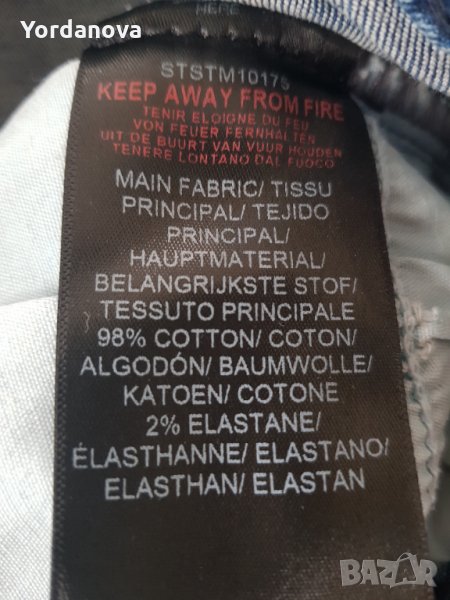 Yordanova
HERE
STSTM10175
KEEP AWAY FROM FIRE
TENIR ELOIGNE DU FEU
VON FEUER FERNHALTEN
UIT DE BUURT VAN VUUR HOUDEN
TENERE LONTANO DAL FUOCO
MAIN FABRIC/ TISSU
PRINCIPAL/ TEJIDO
PRINCIPAL/
HAUPTMATERIAL/
BELANGRIJKSTE STOF/
TESSUTO PRINCIPALE
98% COTTON/ COTON/
ALGODÓN/ BAUMWOLLE/
KATOEN/ COTONE
2% ELASTANE/
ÉLASTHANNE/ ELASTANO/
ELASTHAN/ ELASTAN
BAZAR